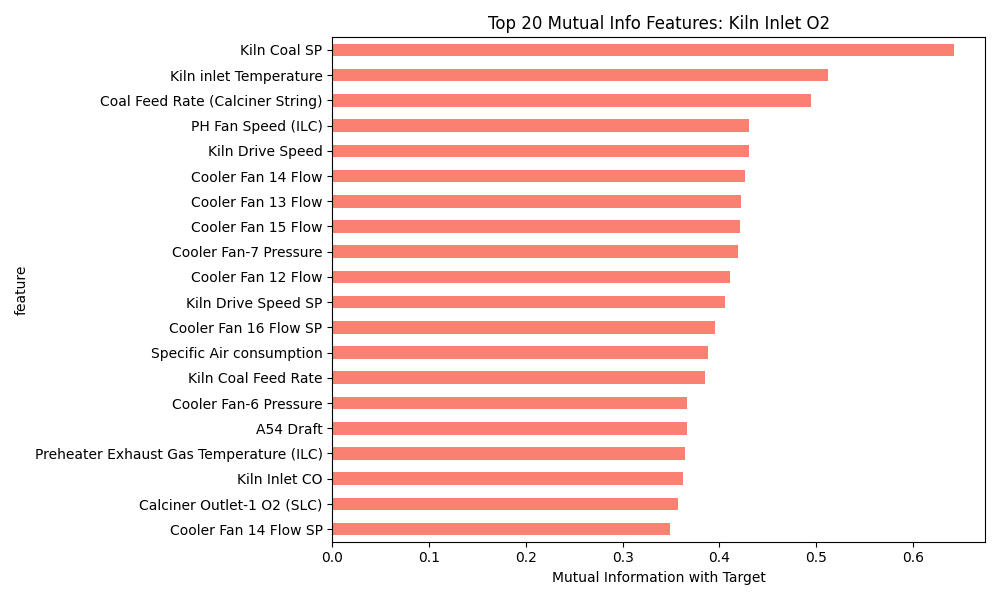 Top 20 Mutual Info Features: Kiln Inlet O2
feature
Kiln Coal SP
Kiln inlet Temperature
Coal Feed Rate (Calciner String)
PH Fan Speed (ILC)
Kiln Drive Speed
Cooler Fan 14 Flow
Cooler Fan 13 Flow
Cooler Fan 15 Flow
Cooler Fan-7 Pressure
Cooler Fan 12 Flow
Kiln Drive Speed SP
Cooler Fan 16 Flow SP
Specific Air consumption
Kiln Coal Feed Rate
Cooler Fan-6 Pressure
A54 Draft
Preheater Exhaust Gas Temperature (ILC)
Kiln Inlet CO
Calciner Outlet-1 O2 (SLC)
Cooler Fan 14 Flow SP
0.0 0.1 0.2 0.3 0.4 0.5 0.6
Mutual Information with Target